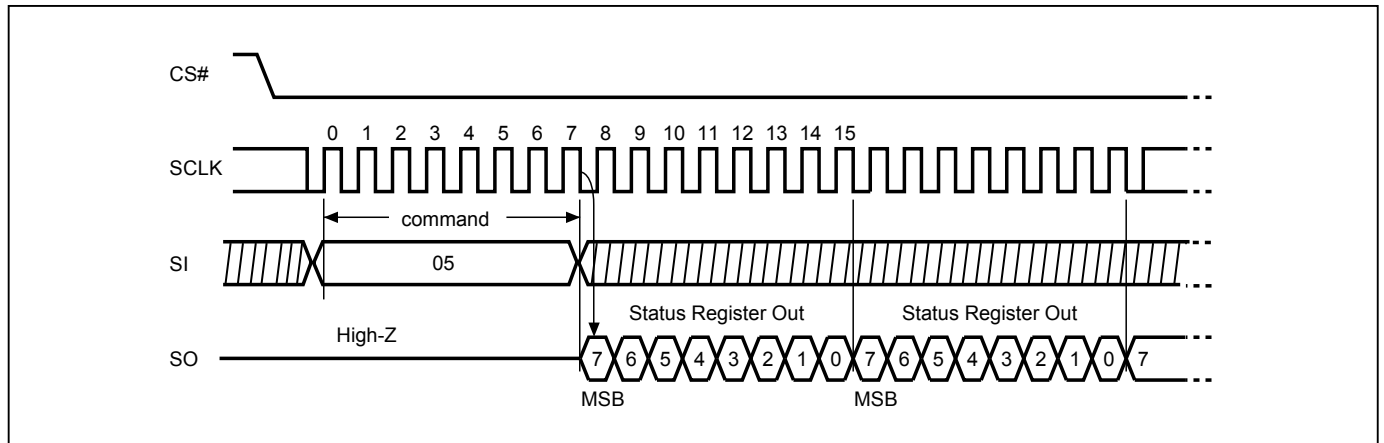 CS#
0 1 2 3 4 5 6 7 8 9 10 11 12 13 14 15
SCLK
command
SI
05
Status Register Out Status Register Out
High-Z
SO
7 6 5 4 3 2 1 0 7 6 5 4 3 2 1 0 7
MSB MSB